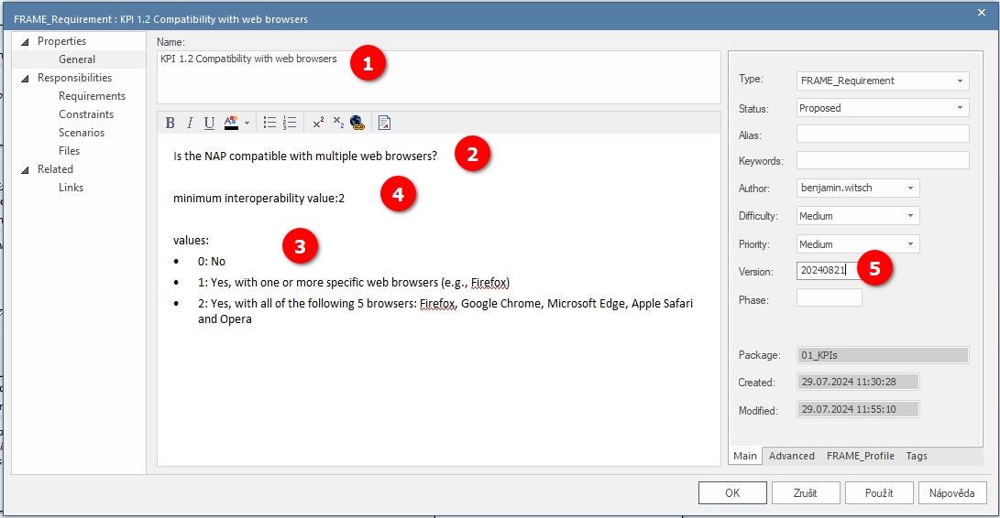 FRAME_Requirement : KPI 1.2 Compatibility with web browsers
Properties
General
Responsibilities
Requirements
Constraints
Scenarios
Files
Related
Links
Name:
KPI 1.2 Compatibility with web browsers
1
B I U A x² x₂
Is the NAP compatible with multiple web browsers?
2
minimum interoperability value:2
4
values:
3
• 0: No
• 1: Yes, with one or more specific web browsers (e.g., Firefox)
• 2: Yes, with all of the following 5 browsers: Firefox, Google Chrome, Microsoft Edge, Apple Safari
and Opera
Type: FRAME_Requirement
Status: Proposed
Alias:
Keywords:
Author: benjamin.witsch
Difficulty: Medium
Priority: Medium
Version: 20240821
5
Phase:
Package: 01_KPIs
Created: 29.07.2024 11:30:28
Modified: 29.07.2024 11:55:10
Main Advanced FRAME_Profile Tags
OK Zrušit Použít Nápověda